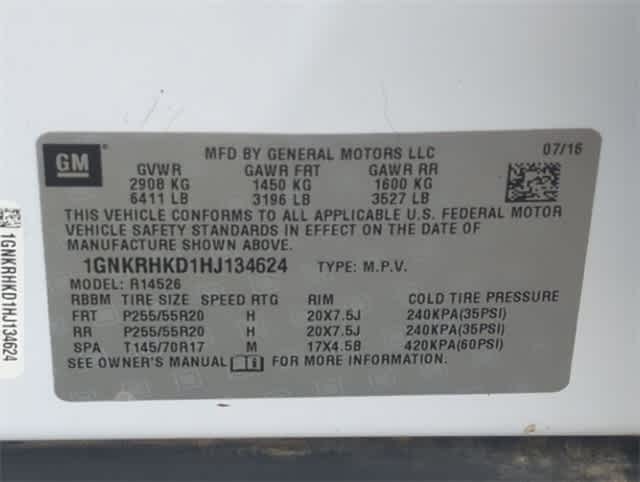 GM
MFD BY GENERAL MOTORS LLC 07/16
GVWR GAWR FRT GAWR RR
2908 KG 1450 KG 1600 KG
6411 LB 3196 LB 3527 LB
THIS VEHICLE CONFORMS TO ALL APPLICABLE U.S. FEDERAL MOTOR
VEHICLE SAFETY STANDARDS IN EFFECT ON THE DATE OF
MANUFACTURE SHOWN ABOVE.
1GNKRHKD1HJ134624 TYPE: M.P.V.
MODEL: R14526
RBBM TIRE SIZE SPEED RTG RIM COLD TIRE PRESSURE
FRT P255/55R20 H 20X7.5J 240KPA(35PSI)
RR P255/55R20 H 20X7.5J 240KPA(35PSI)
SPA T145/70R17 M 17X4.5B 420KPA(60PSI)
SEE OWNER'S MANUAL FOR MORE INFORMATION.
1GNKRHKD1HJ134624